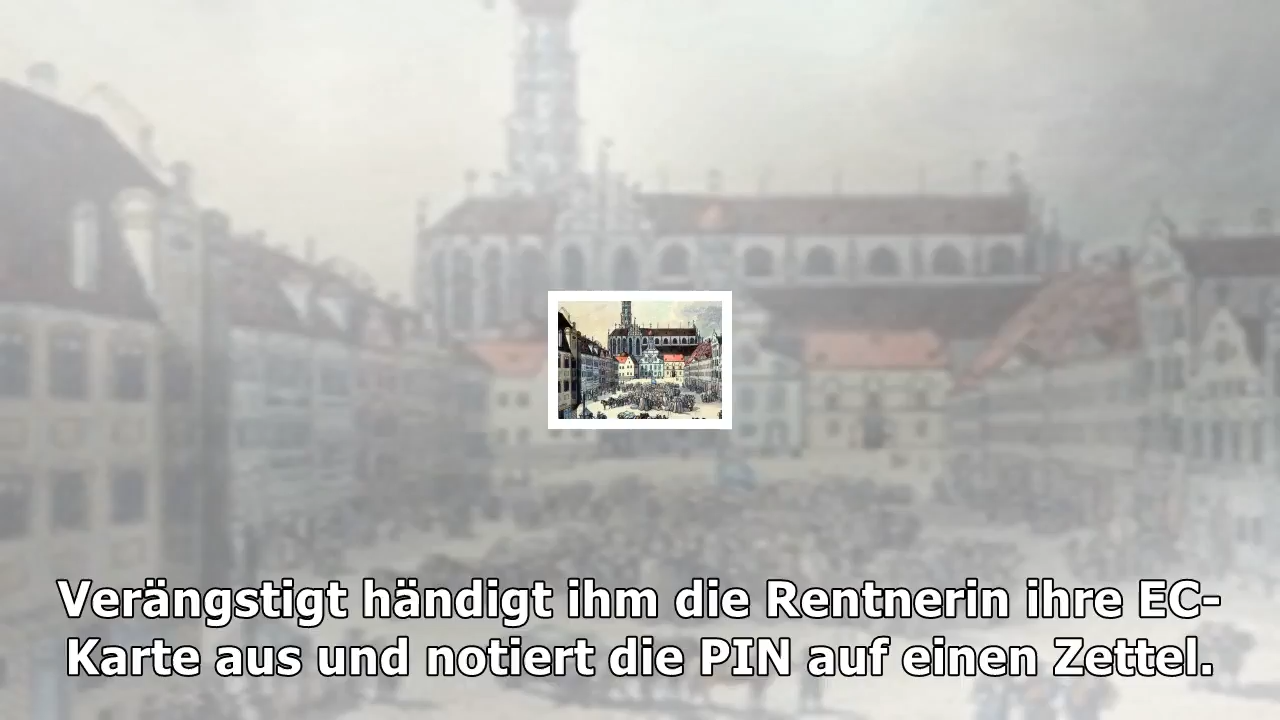 Verängstigt händigt ihm die Rentnerin ihre EC-
Karte aus und notiert die PIN auf einen Zettel.